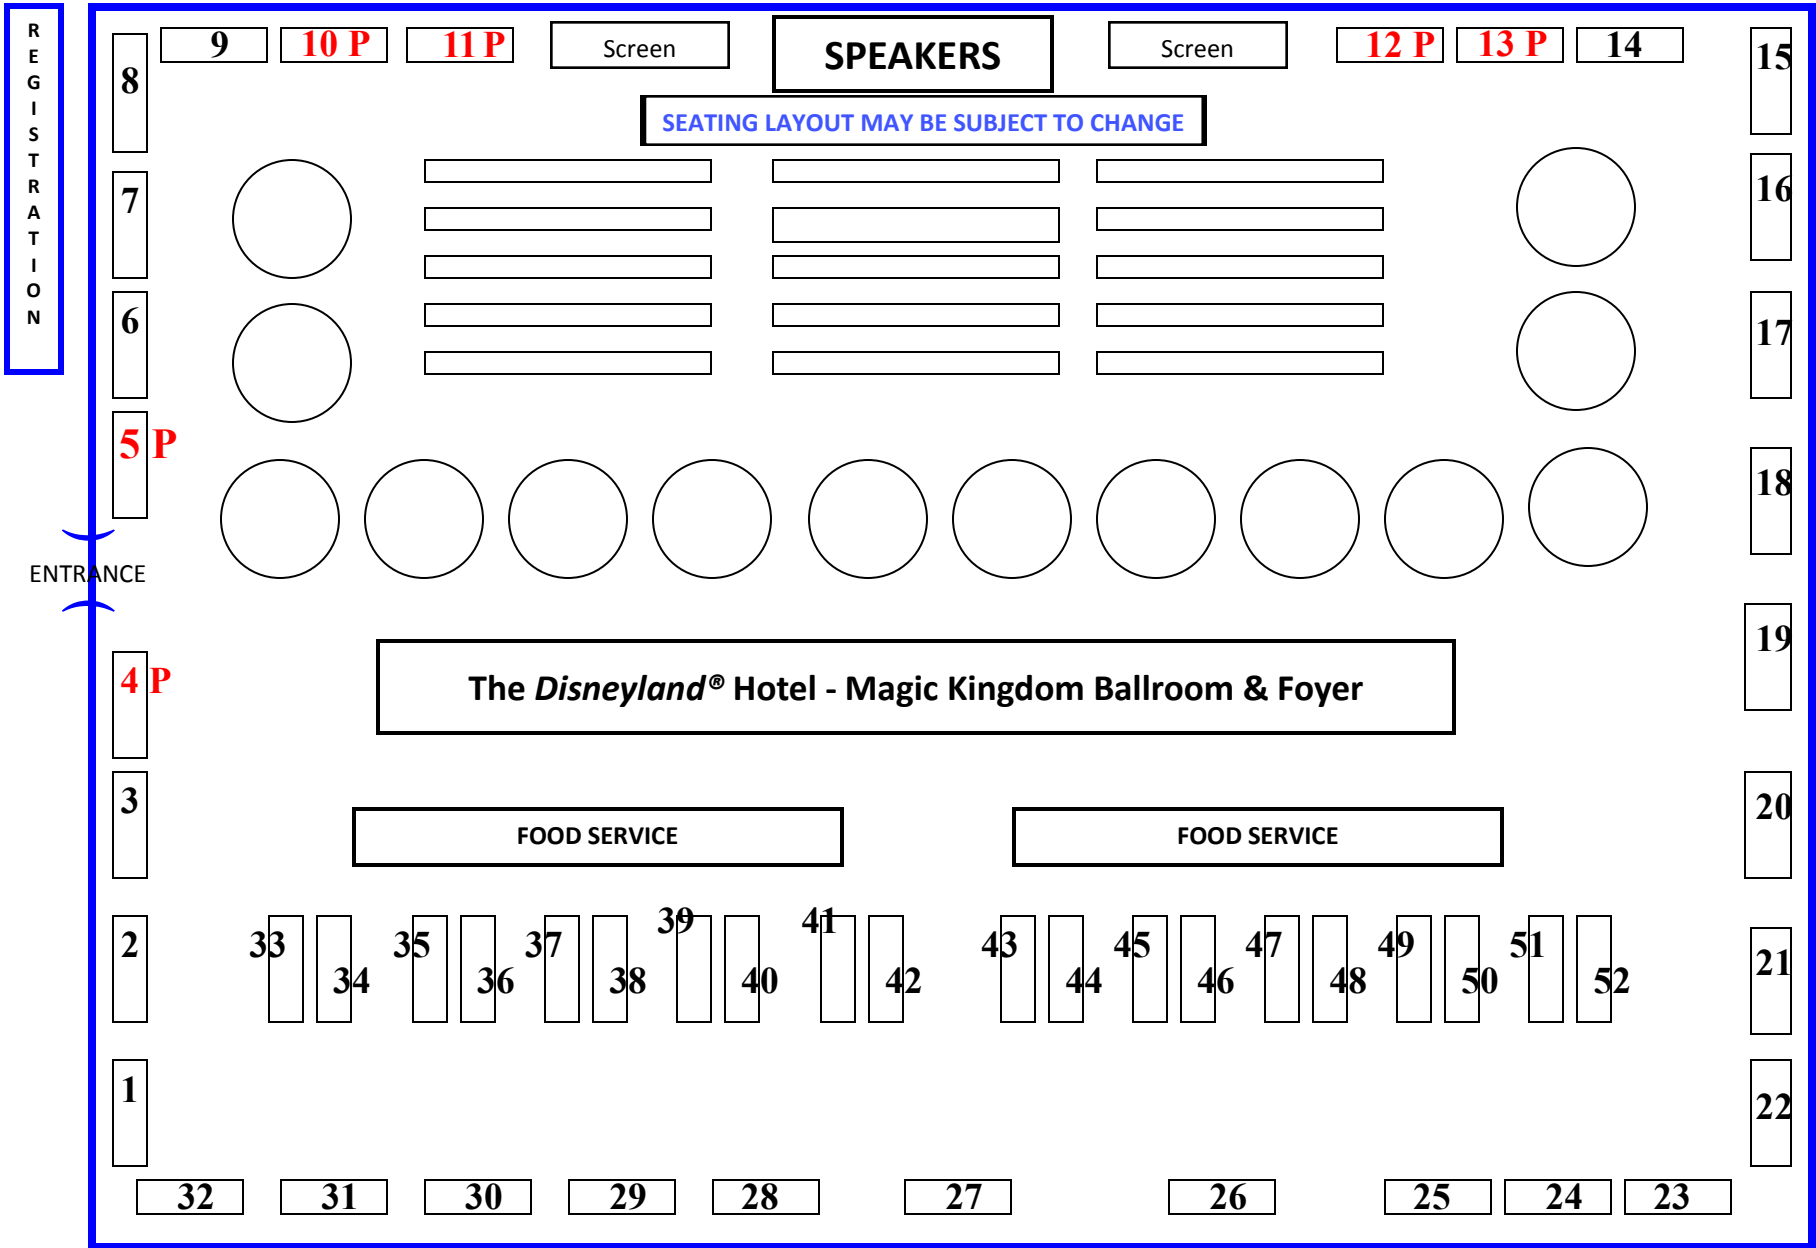 R
E
G
I
S
T
R
A
T
I
O
N
9 10 P 11 P Screen SPEAKERS Screen 12 P 13 P 14
8 15
SEATING LAYOUT MAY BE SUBJECT TO CHANGE
7 16
6 17
5 P
18
ENTRANCE
19
4 P The Disneyland® Hotel - Magic Kingdom Ballroom & Foyer
3 20
FOOD SERVICE FOOD SERVICE
39 41
2 33 35 37 43 45 47 49 51
21
34 36 38 40 42 44 46 48 50 52
1 22
32 31 30 29 28 27 26 25 24 23